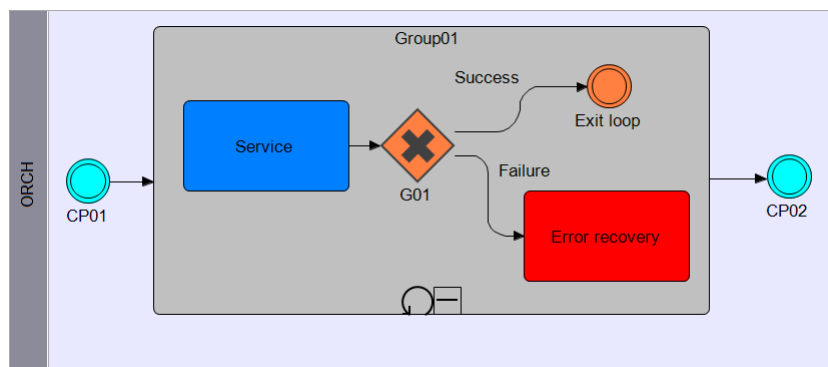 ORCH
Group01
Success
Exit loop
Service
Failure
G01
CP01
CP02
Error recovery